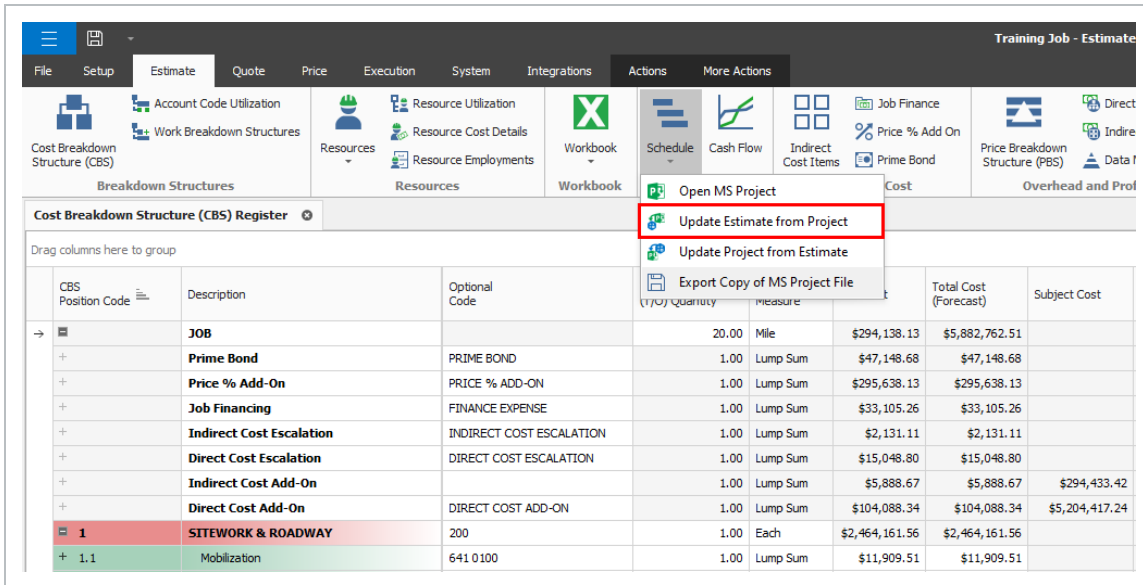 Training Job - Estimate
File Setup Estimate Quote Price Execution System Integrations Actions More Actions
Cost Breakdown
Structure (CBS)
Account Code Utilization
Work Breakdown Structures
Breakdown Structures
Resources
Resource Utilization
Resource Cost Details
Resource Employments
Resources
Workbook
Workbook
Schedule
Cash Flow
Indirect
Cost Items
Job Finance
Price % Add On
Prime Bond
Cost
Price Breakdown
Structure (PBS)
Direct
Indire
Data
Overhead and Prof
Open MS Project
Update Estimate from Project
Update Project from Estimate
Export Copy of MS Project File
Cost Breakdown Structure (CBS) Register
Drag columns here to group
CBS
Position Code
Description
Optional
Code
(T/O) Quantity
Measure
Total Cost
(Forecast)
Subject Cost
JOB 20.00 Mile $294,138.13 $5,882,762.51
Prime Bond PRIME BOND 1.00 Lump Sum $47,148.68 $47,148.68
Price % Add-On PRICE % ADD-ON 1.00 Lump Sum $295,638.13 $295,638.13
Job Financing FINANCE EXPENSE 1.00 Lump Sum $33,105.26 $33,105.26
Indirect Cost Escalation INDIRECT COST ESCALATION 1.00 Lump Sum $2,131.11 $2,131.11
Direct Cost Escalation DIRECT COST ESCALATION 1.00 Lump Sum $15,048.80 $15,048.80
Indirect Cost Add-On 1.00 Lump Sum $5,888.67 $5,888.67 $294,433.42
Direct Cost Add-On DIRECT COST ADD-ON 1.00 Lump Sum $104,088.34 $104,088.34 $5,204,417.24
1 SITEWORK & ROADWAY 200 1.00 Each $2,464,161.56 $2,464,161.56
1.1 Mobilization 641 0100 1.00 Lump Sum $11,909.51 $11,909.51